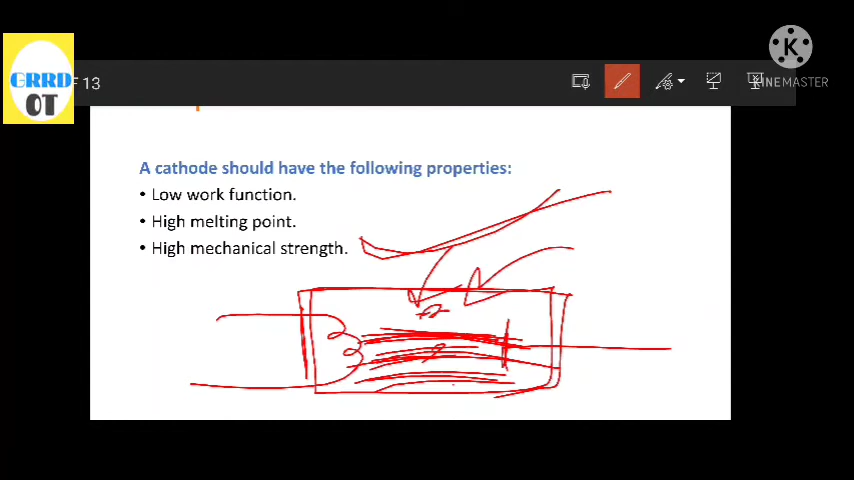 GRRD
OT
F 13
K
KINEMASTER
A cathode should have the following properties:
• Low work function.
• High melting point.
• High mechanical strength.